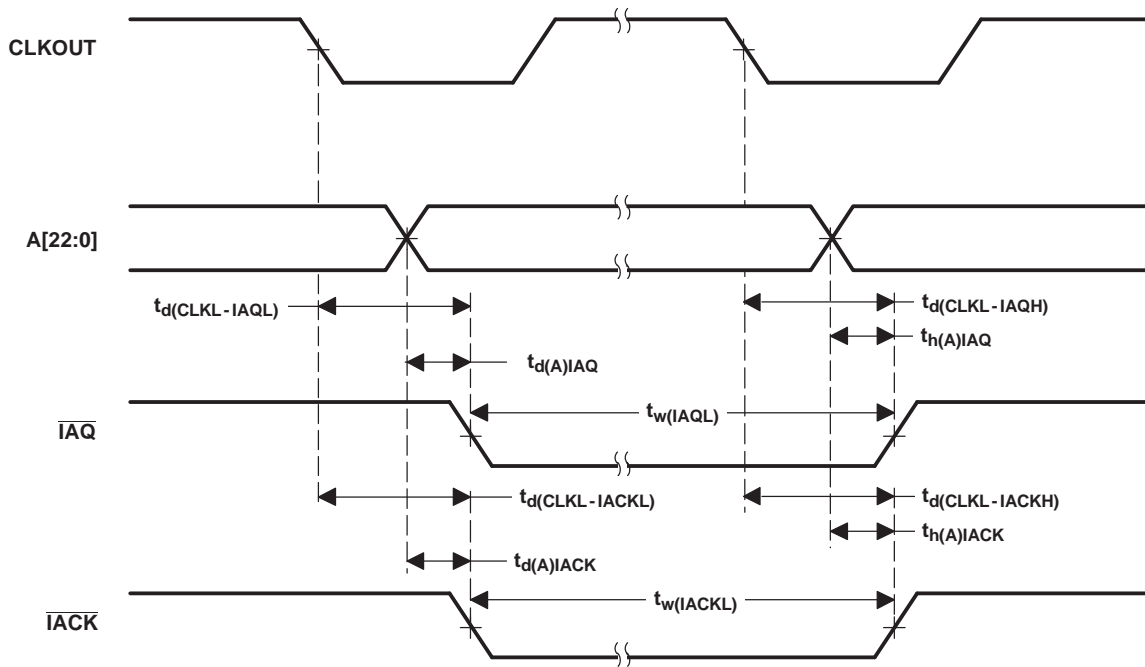 CLKOUT
A[22:0]
td(CLKL-IAQL)
td(CLKL-IAQH)
th(A)IAQ
td(A)IAQ
tw(IAQL)
IAQ
td(CLKL-IACKL)
td(CLKL-IACKH)
th(A)IACK
td(A)IACK
tw(IACKL)
IACK